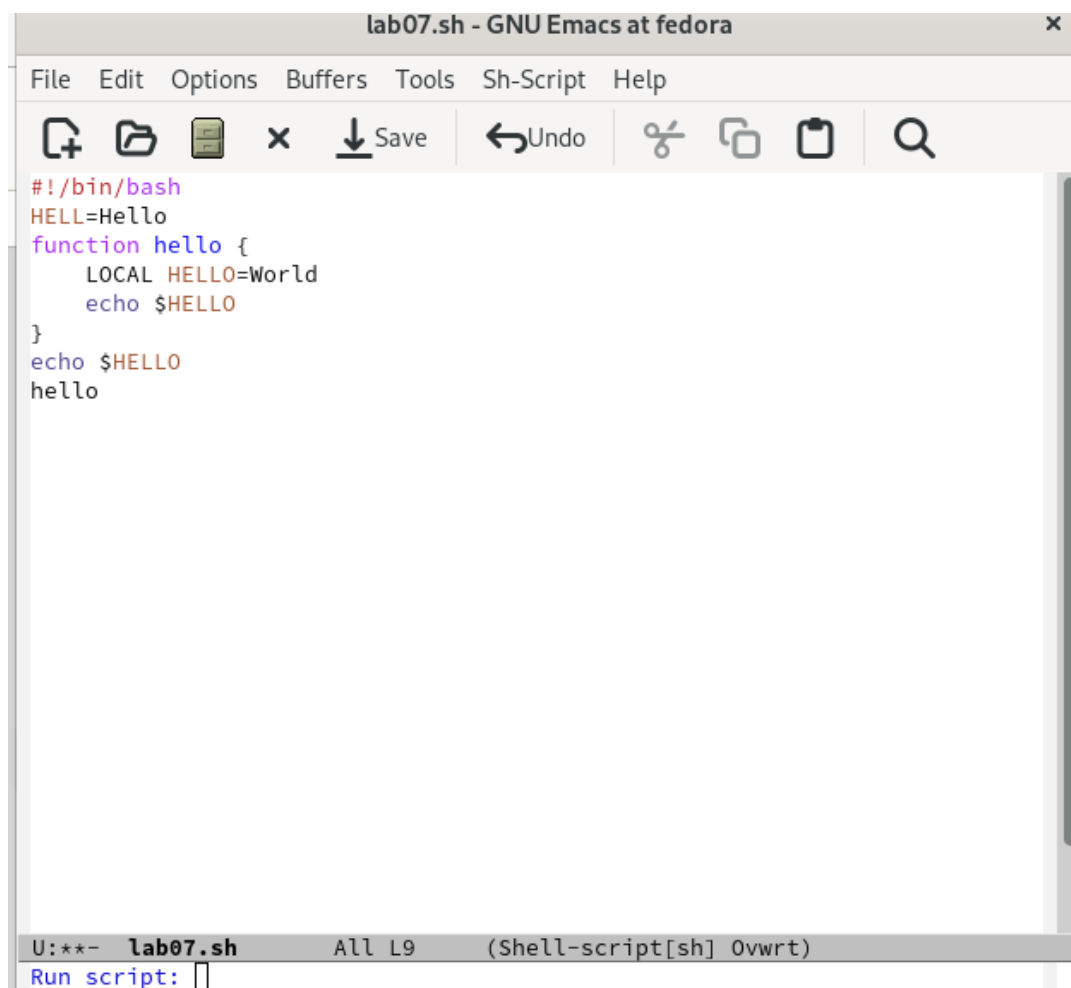 lab07.sh - GNU Emacs at fedora
File Edit Options Buffers Tools Sh-Script Help
Save Undo
#!/bin/bash
HELL=Hello
function hello {
    LOCAL HELLO=World
    echo $HELLO
}
echo $HELLO
hello
U:**- lab07.sh All L9 (Shell-script[sh] Ovwrt)
Run script: